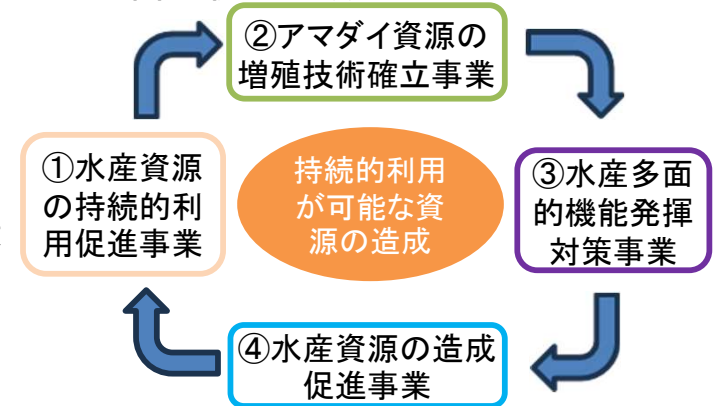 ②アマダイ資源の
増殖技術確立事業
①水産資源
の持続的利
用促進事業
持続的利用
が可能な資
源の造成
③水産多面
的機能発揮
対策事業
④水産資源の造成
促進事業